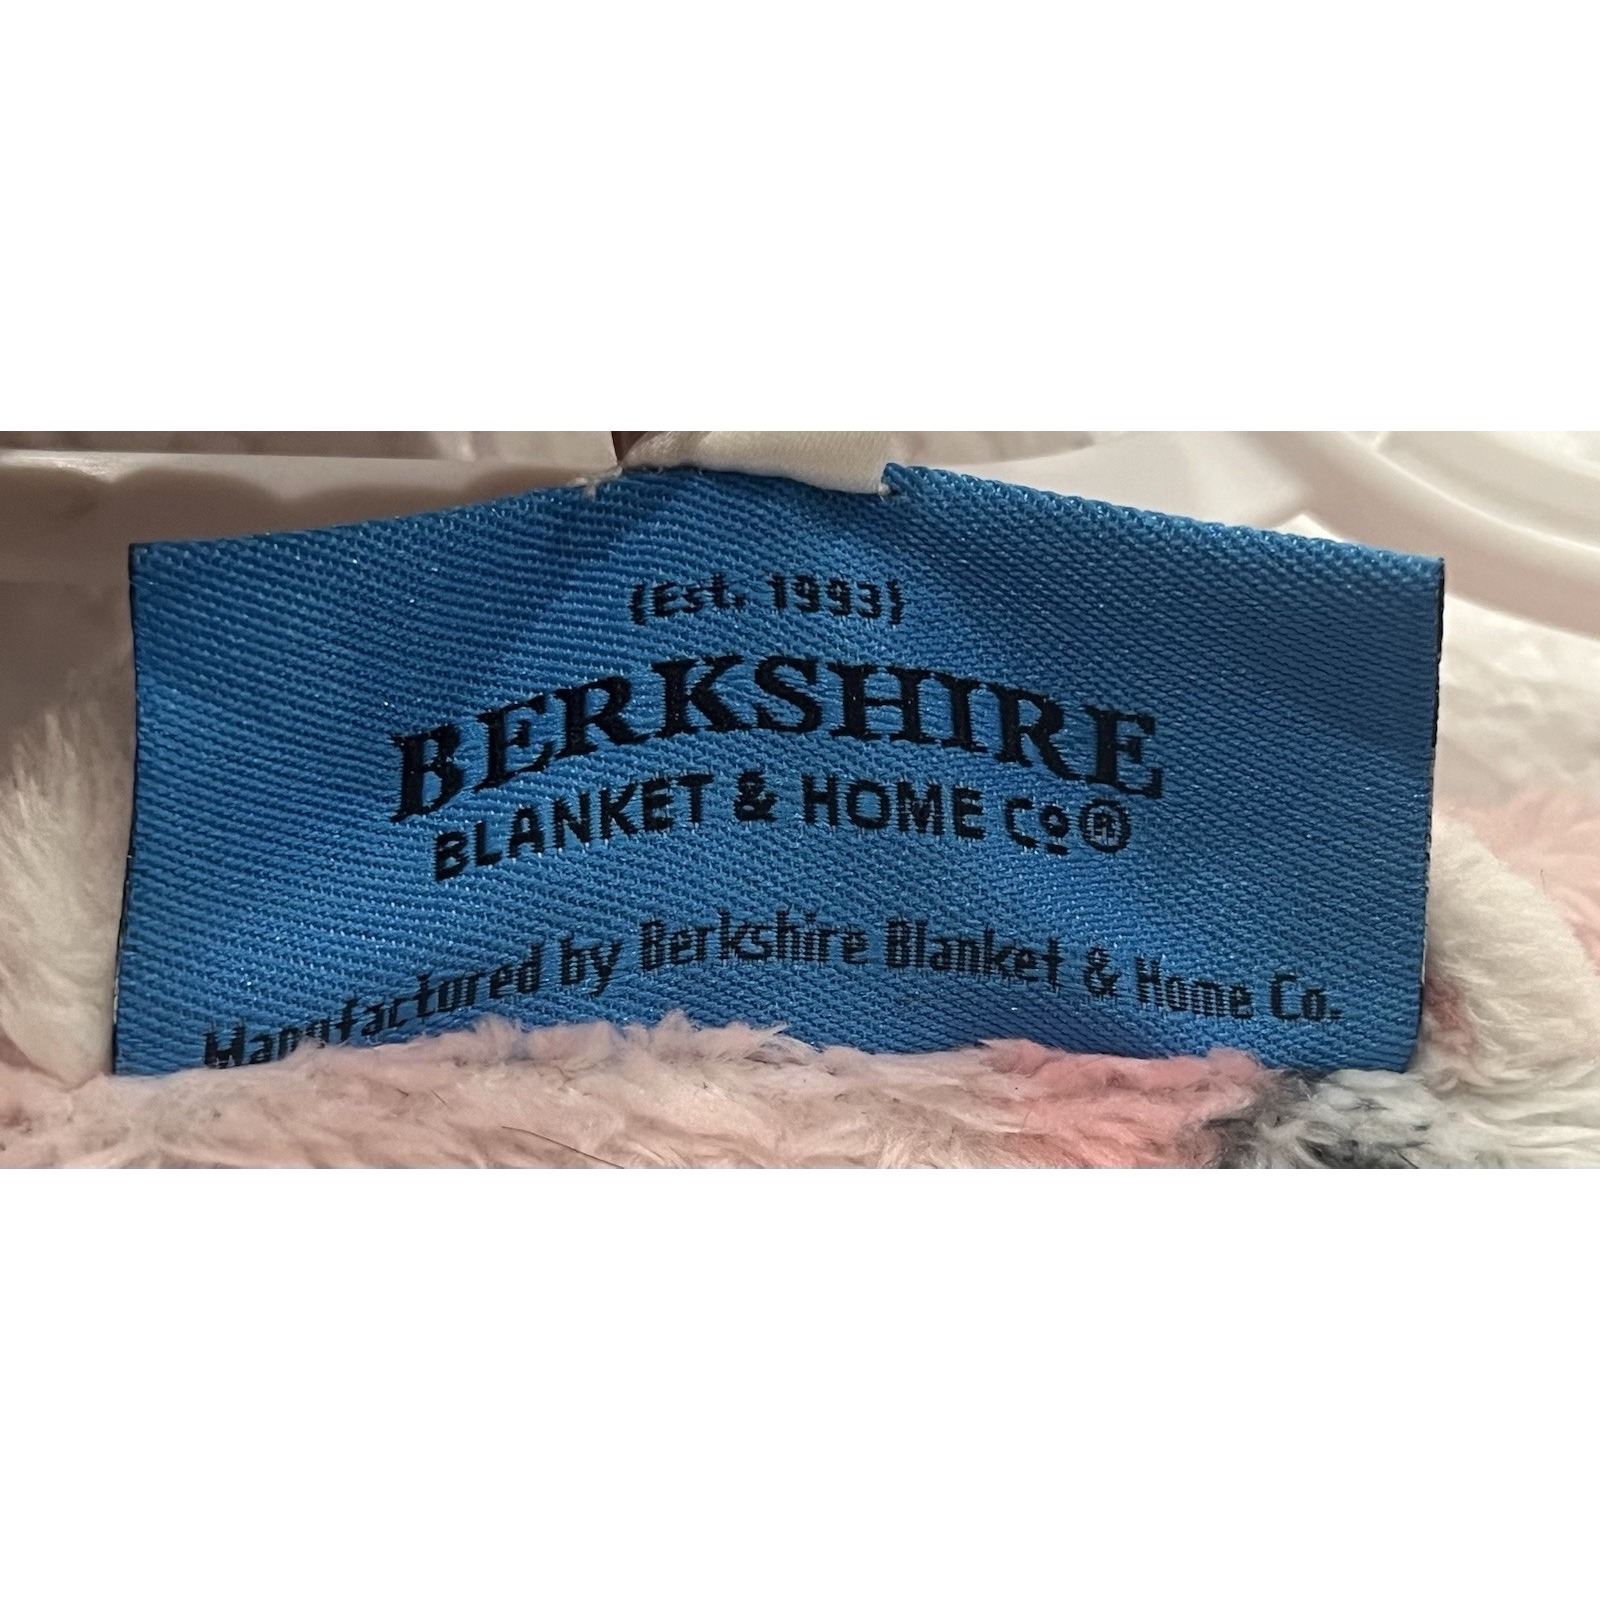 {Est. 1993}
BERKSHIRE
BLANKET & HOME Co®
Manufactured by Berkshire Blanket & Home Co.